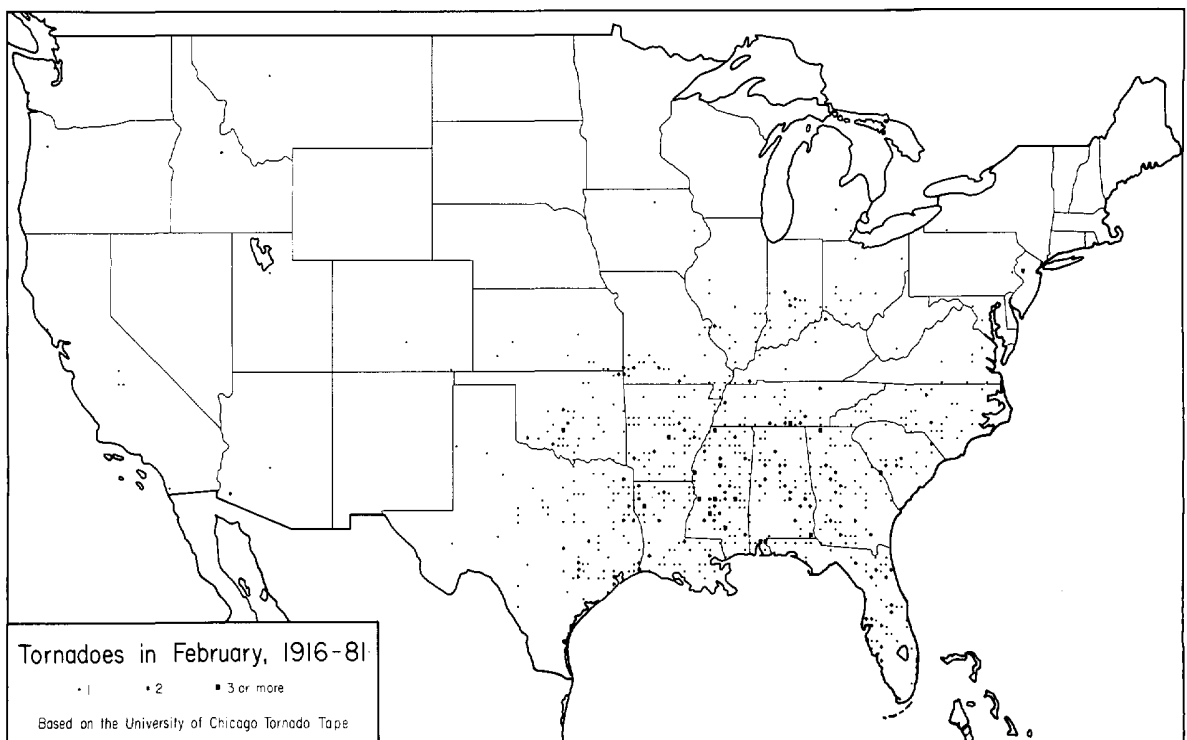 Tornadoes in February, 1916-81
· 1 ▪ 2 ■ 3 or more
Based on the University of Chicago Tornado Tape